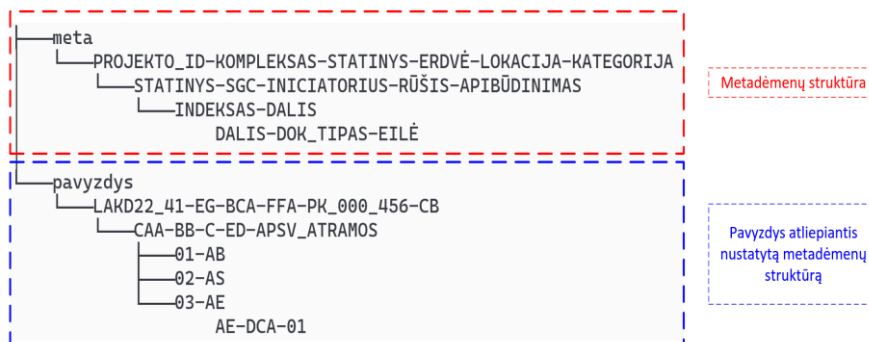 meta
PROJEKTO_ID-KOMPLEKSAS-STATINYS-ERDVĖ-LOKACIJA-KATEGORIJA
STATINYS-SGC-INICIATORIUS-RŪŠIS-APIBŪDINIMAS
INDEKSAS-DALIS
DALIS-DOK_TIPAS-EILĖ
Metadėmenų struktūra
pavyzdys
LAKD22_41-EG-BCA-FFA-PK_000_456-CB
CAA-BB-C-ED-APSV_ATRAMOS
01-AB
02-AS
03-AE
AE-DCA-01
Pavyzdys atliepiantis
nustatytą metadėmenų
struktūrą